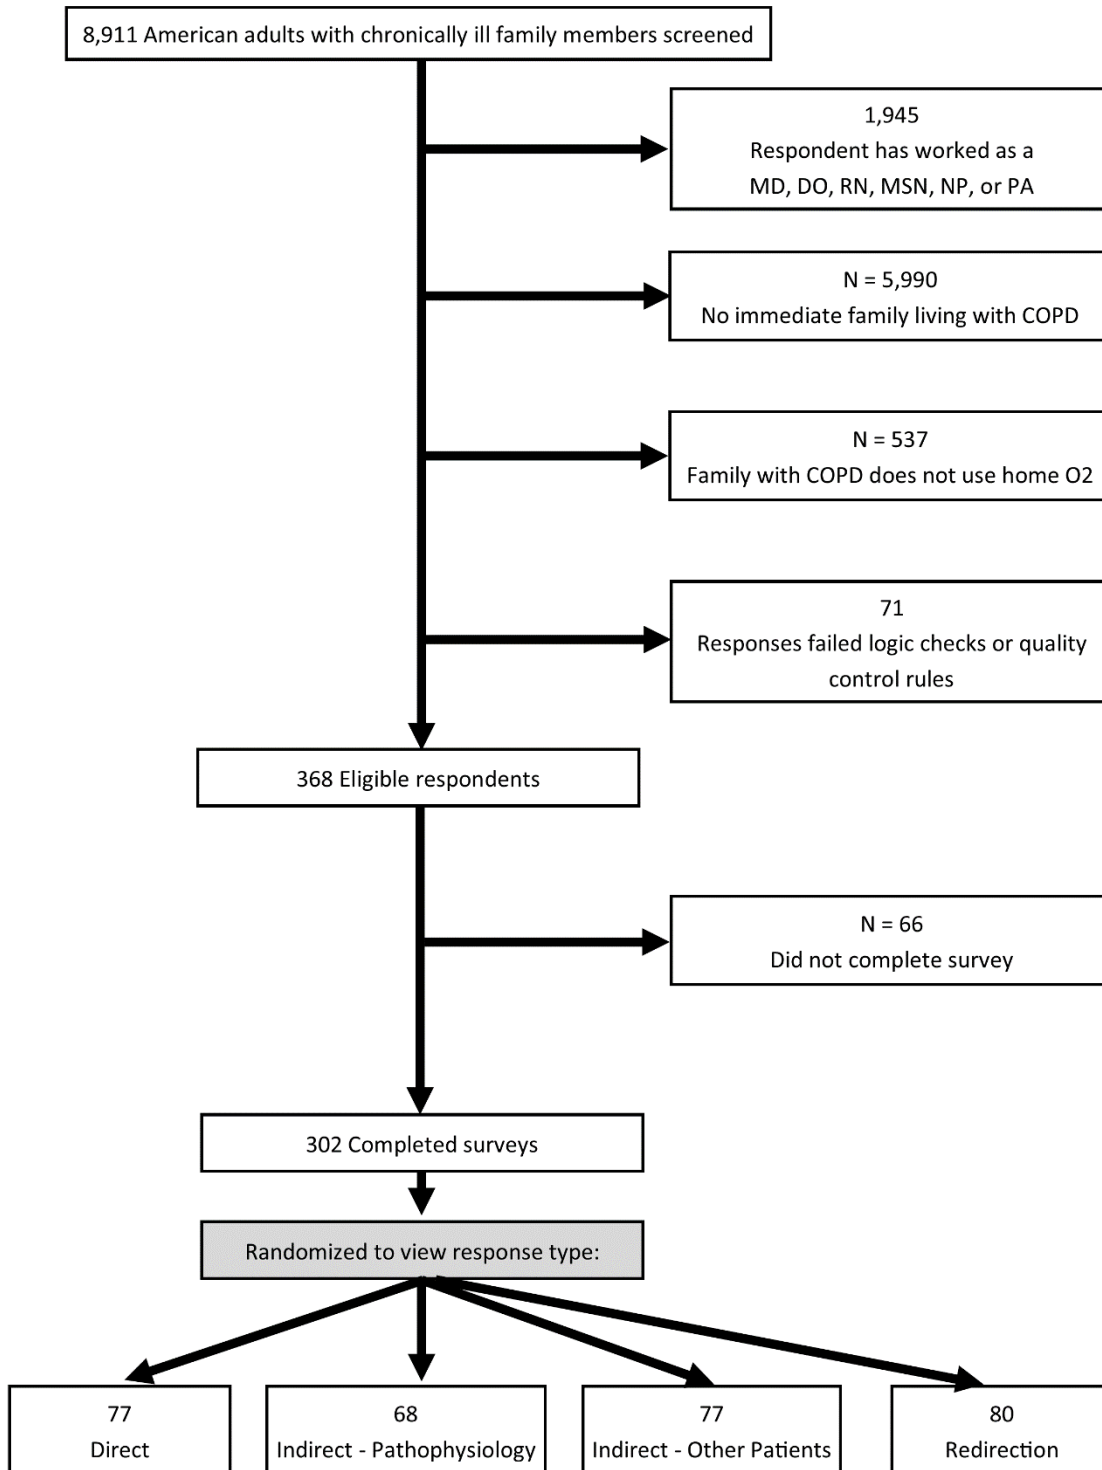 8,911 American adults with chronically ill family members screened
1,945
Respondent has worked as a
MD, DO, RN, MSN, NP, or PA
N = 5,990
No immediate family living with COPD
N = 537
Family with COPD does not use home O2
71
Responses failed logic checks or quality
control rules
368 Eligible respondents
N = 66
Did not complete survey
302 Completed surveys
Randomized to view response type:
77
Direct
68
Indirect - Pathophysiology
77
Indirect - Other Patients
80
Redirection